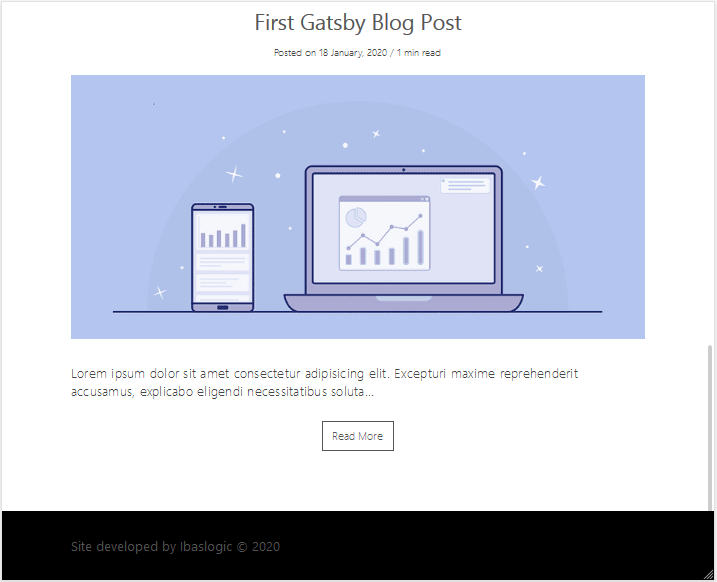 First Gatsby Blog Post
Posted on 18 January, 2020 / 1 min read
Lorem ipsum dolor sit amet consectetur adipisicing elit. Excepturi maxime reprehenderit
accusamus, explicabo eligendi necessitatibus soluta...
Read More
Site developed by Ibaslogic © 2020